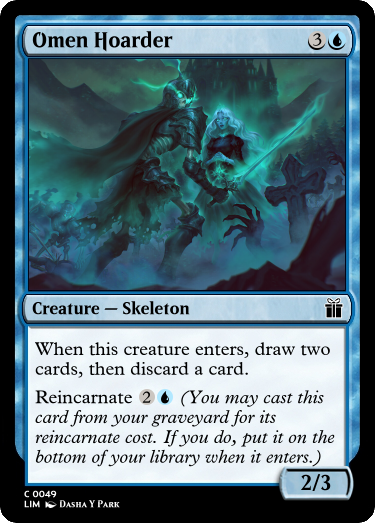 Omen Hoarder 3
Creature — Skeleton
When this creature enters, draw two
cards, then discard a card.
Reincarnate 2 (You may cast this
card from your graveyard for its
reincarnate cost. If you do, put it on the
bottom of your library when it enters.)
2/3
C 0049
LIM Dasha Y Park